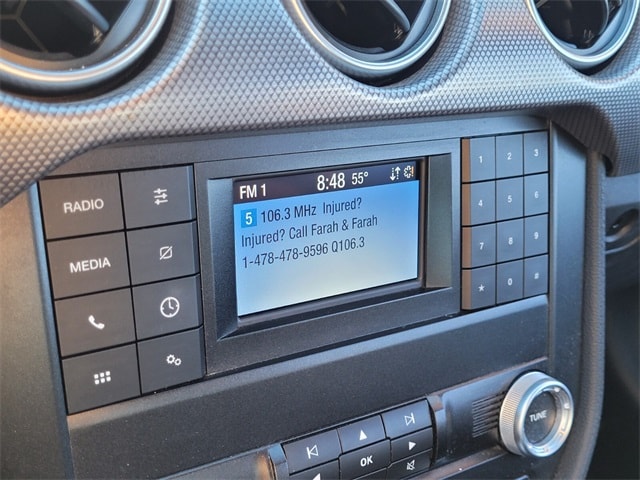 FM 1 8:48 55°
5 106.3 MHz Injured?
Injured? Call Farah & Farah
1-478-478-9596 Q106.3
RADIO
MEDIA
1 2 3
4 5 6
7 8 9
* 0 #
OK
TUNE